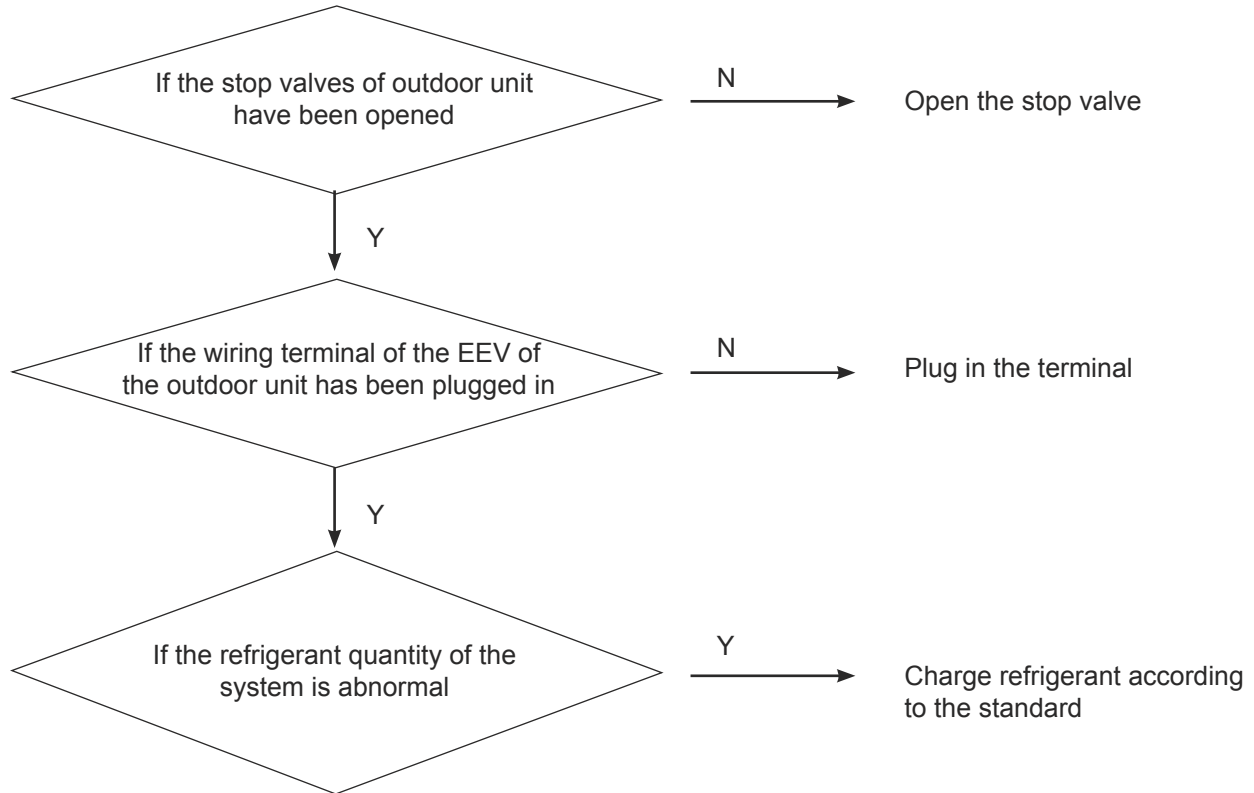 If the stop valves of outdoor unit
have been opened
N
Open the stop valve
Y
If the wiring terminal of the EEV of
the outdoor unit has been plugged in
N
Plug in the terminal
Y
If the refrigerant quantity of the
system is abnormal
Y
Charge refrigerant according
to the standard